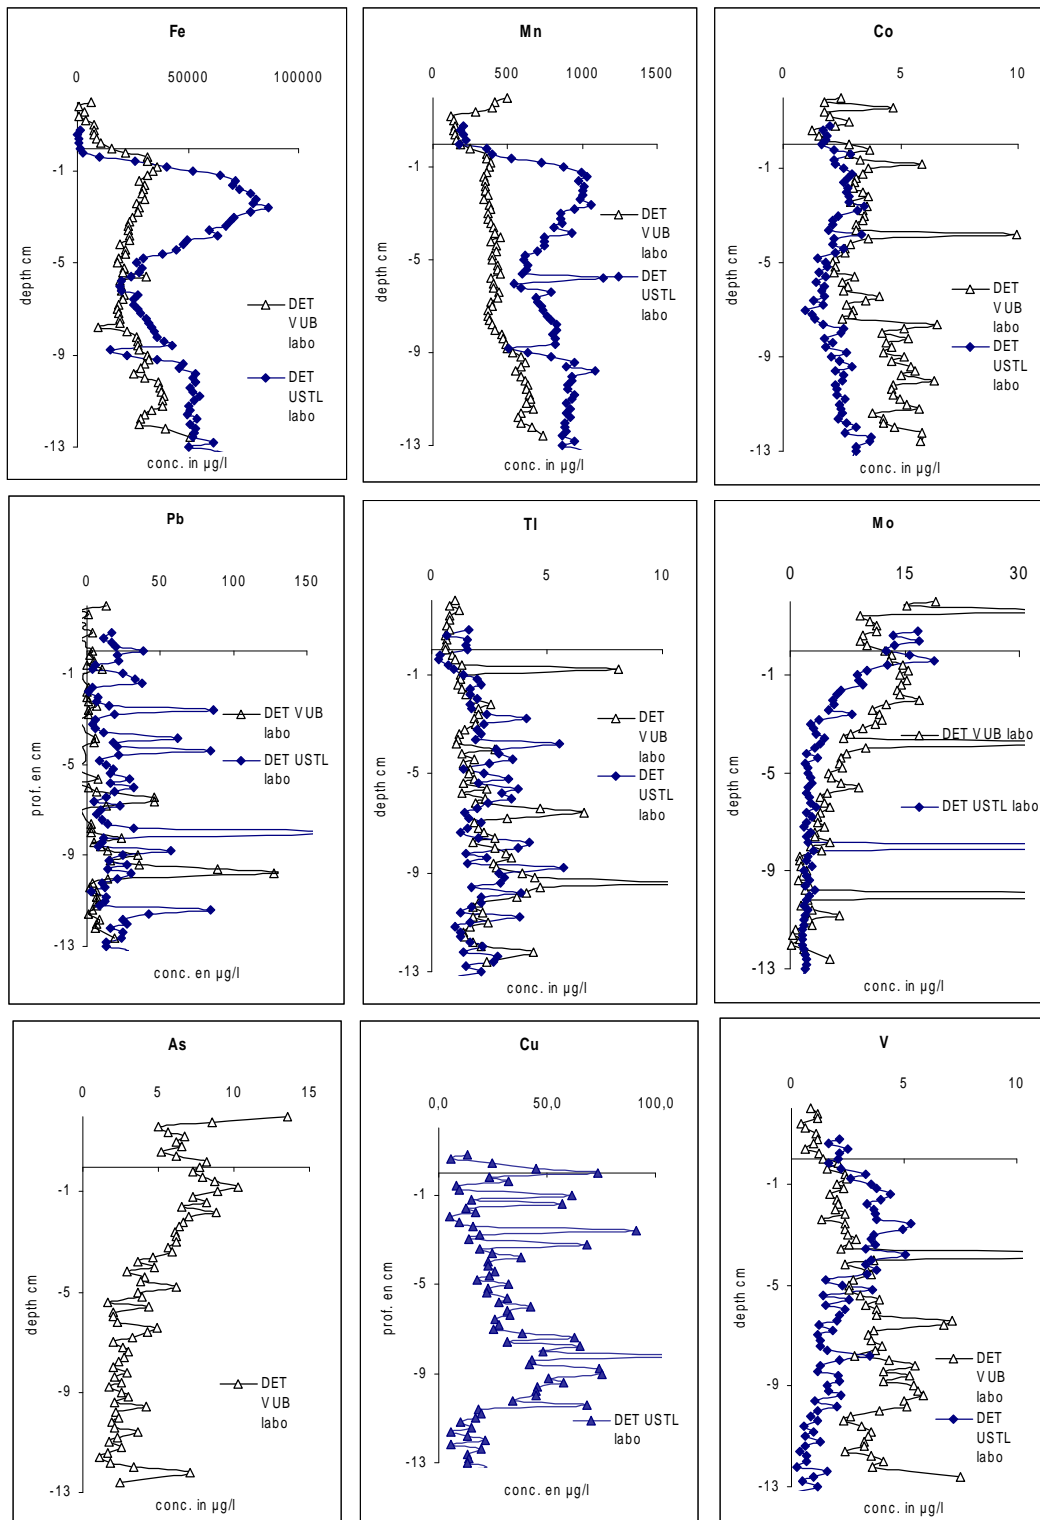 Fe
0 50000 100000
-1
-5
-9
-13
depth cm
DET
VUB
labo
DET
USTL
labo
conc. in µg/l
Mn
0 500 1000 1500
-1
-5
-9
-13
depth cm
DET
VUB
labo
DET
USTL
labo
conc. in µg/l
Co
0 5 10
-1
-5
-9
-13
depth cm
DET
VUB
labo
DET
USTL
labo
conc. in µg/l
Pb
0 50 100 150
-1
-5
-9
-13
prof. en cm
DET VUB
labo
DET USTL
labo
conc. en µg/l
Tl
0 5 10
-1
-5
-9
-13
depth cm
DET
VUB
labo
DET
USTL
labo
conc. in µg/l
Mo
0 15 30
-1
-5
-9
-13
depth cm
DET VUB labo
DET USTL labo
conc. in µg/l
As
0 5 10 15
-1
-5
-9
-13
depth cm
DET
VUB
labo
conc. in µg/l
Cu
0,0 50,0 100,0
-1
-5
-9
-13
prof. en cm
DET USTL
labo
conc. en µg/l
V
0 5 10
-1
-5
-9
-13
depth cm
DET
VUB
labo
DET
USTL
labo
conc. in µg/l